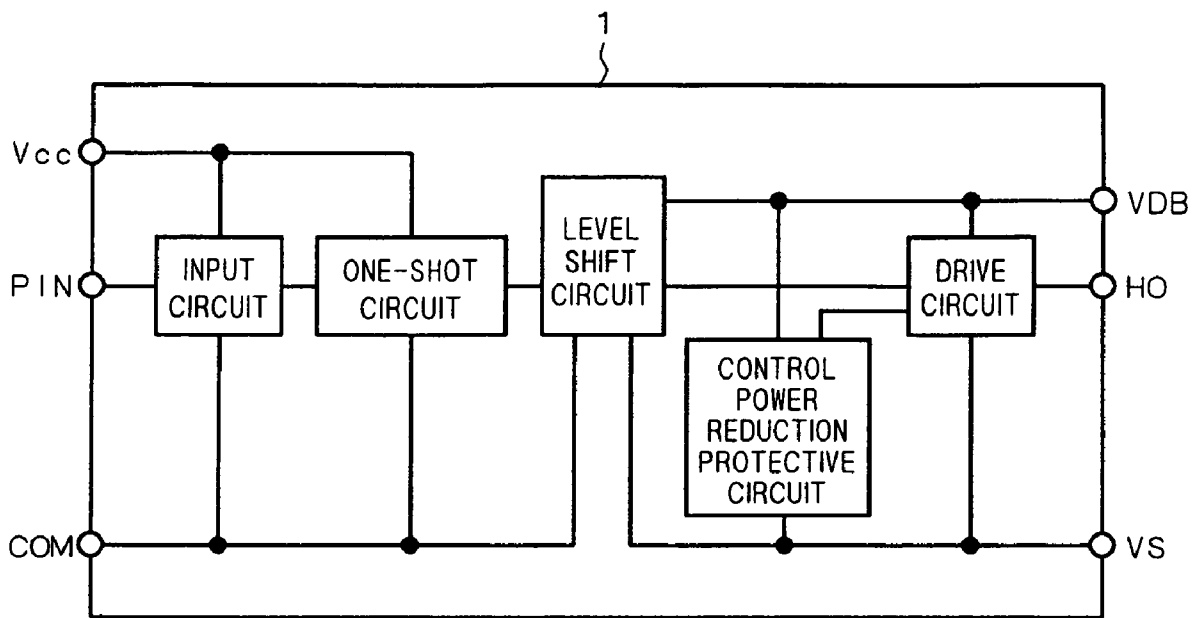 1
Vcc
PIN
COM
INPUT
CIRCUIT
ONE-SHOT
CIRCUIT
LEVEL
SHIFT
CIRCUIT
CONTROL
POWER
REDUCTION
PROTECTIVE
CIRCUIT
DRIVE
CIRCUIT
VDB
HO
VS